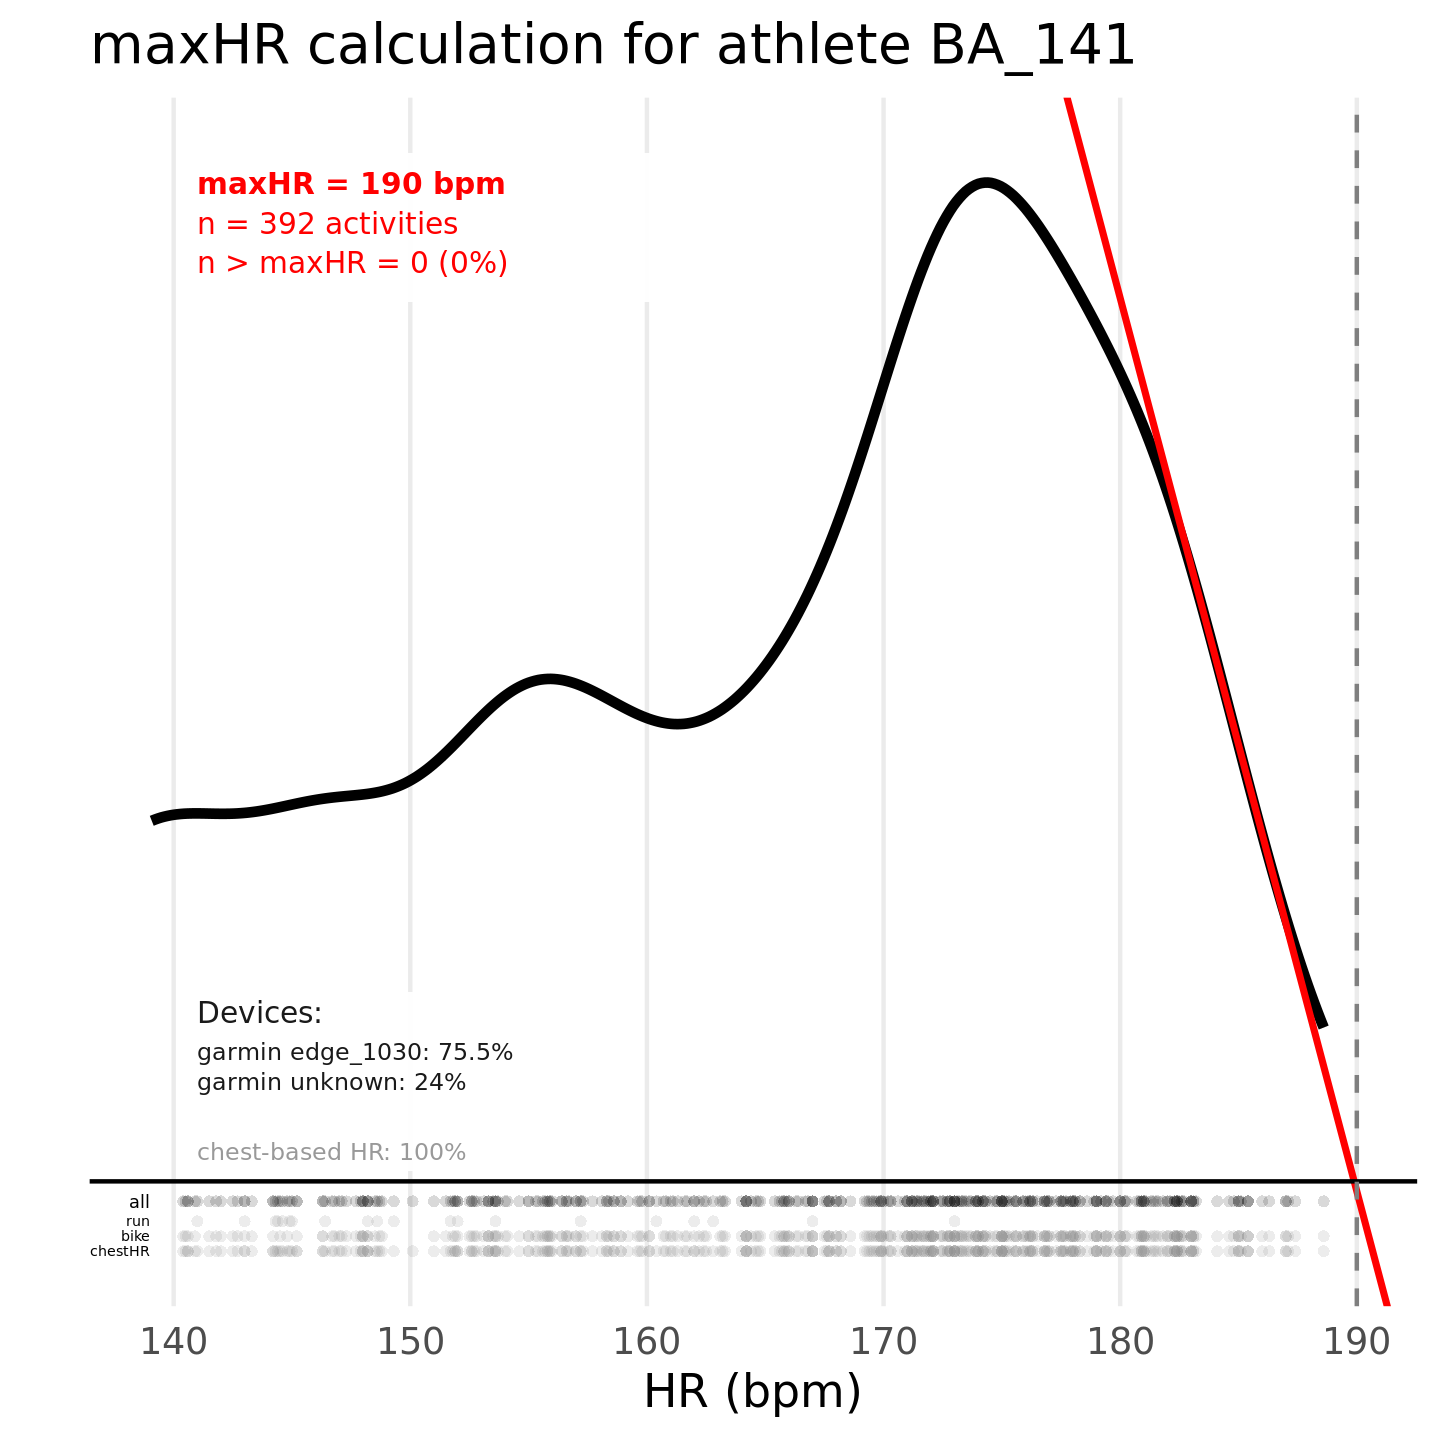 maxHR calculation for athlete BA_141
maxHR = 190 bpm
n = 392 activities
n > maxHR = 0 (0%)
Devices:
garmin edge_1030: 75.5%
garmin unknown: 24%
chest-based HR: 100%
all
run
bike
chestHR
140 150 160 170 180 190
HR (bpm)